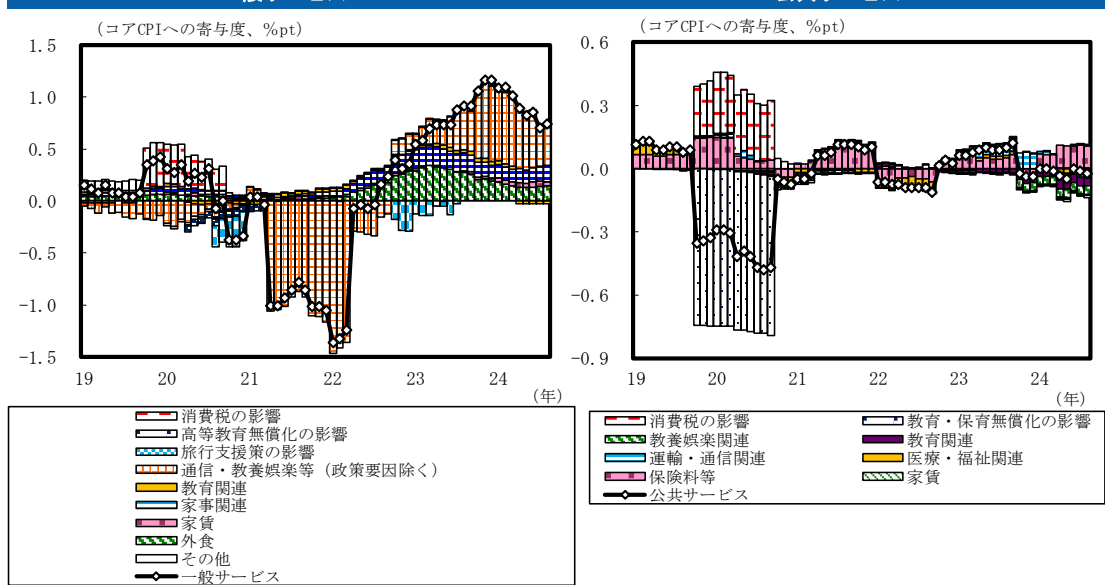 (コアCPIへの寄与度、%pt)
1.5
1.0
0.5
0.0
-0.5
-1.0
-1.5
19 20 21 22 23 24
(年)
消費税の影響
高等教育無償化の影響
旅行支援策の影響
通信・教養娯楽等（政策要因除く）
教育関連
家事関連
家賃
外食
その他
一般サービス
(コアCPIへの寄与度、%pt)
0.6
0.3
0.0
-0.3
-0.6
-0.9
19 20 21 22 23 24
(年)
消費税の影響 教育・保育無償化の影響
教養娯楽関連 教育関連
運輸・通信関連 医療・福祉関連
保険料等 家賃
公共サービス